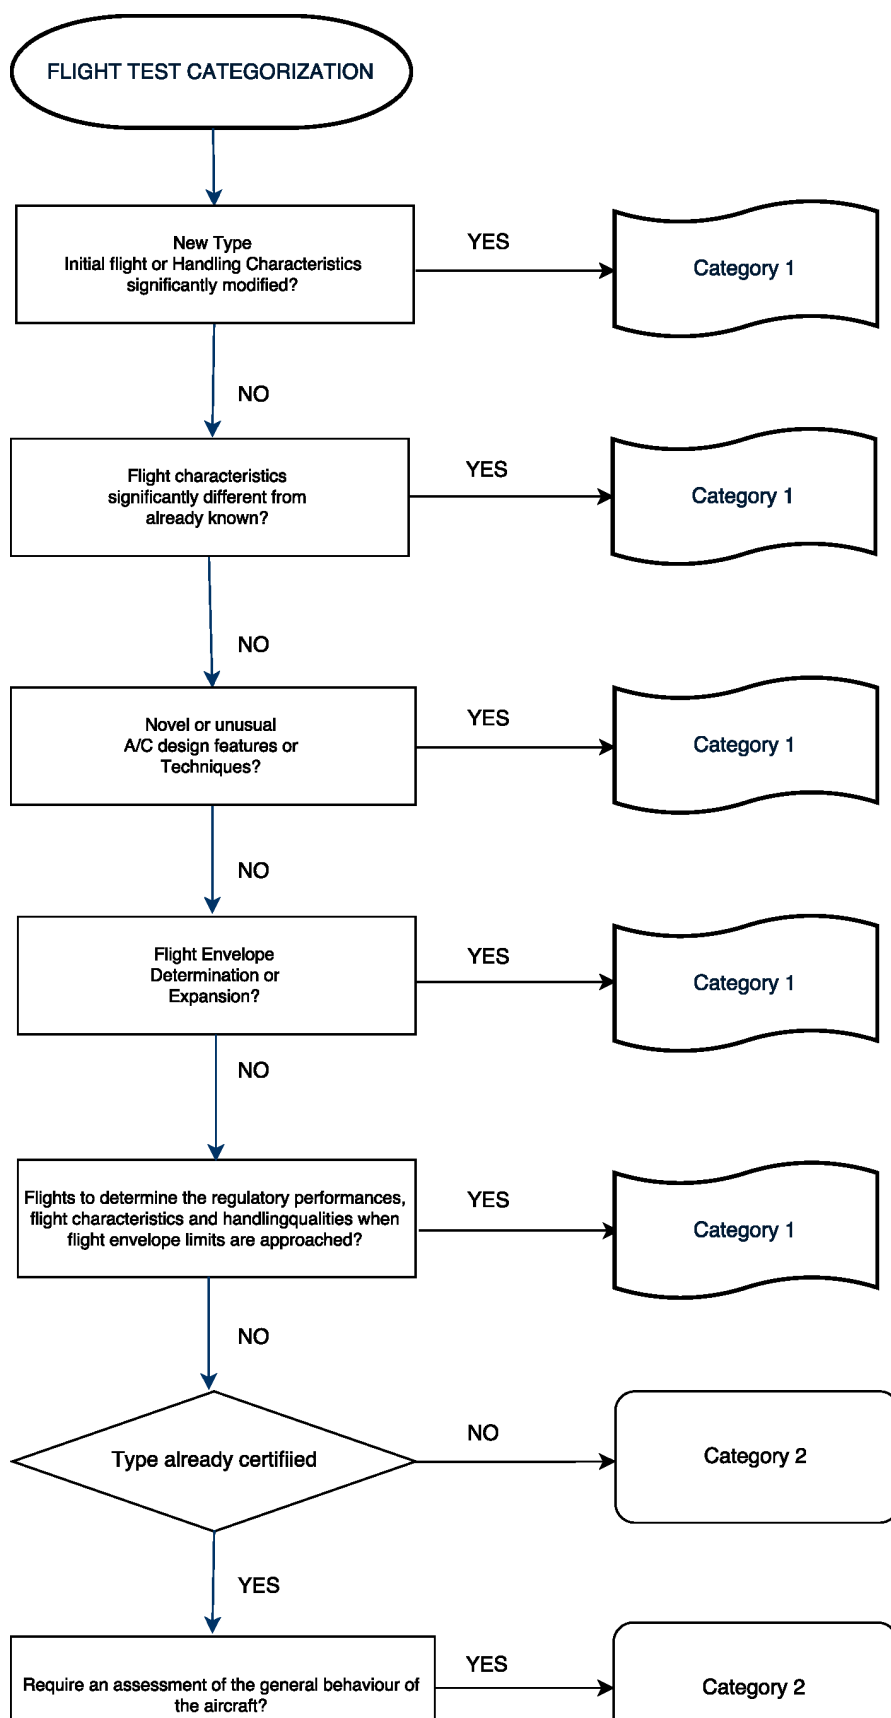 FLIGHT TEST CATEGORIZATION
New Type
Initial flight or Handling Characteristics
significantly modified?
YES
Category 1
NO
Flight characteristics
significantly different from
already known?
YES
Category 1
NO
Novel or unusual
A/C design features or
Techniques?
YES
Category 1
NO
Flight Envelope
Determination or
Expansion?
YES
Category 1
NO
Flights to determine the regulatory performances,
flight characteristics and handlingqualities when
flight envelope limits are approached?
YES
Category 1
NO
Type already certifiied
NO
Category 2
YES
Require an assessment of the general behaviour of
the aircraft?
YES
Category 2